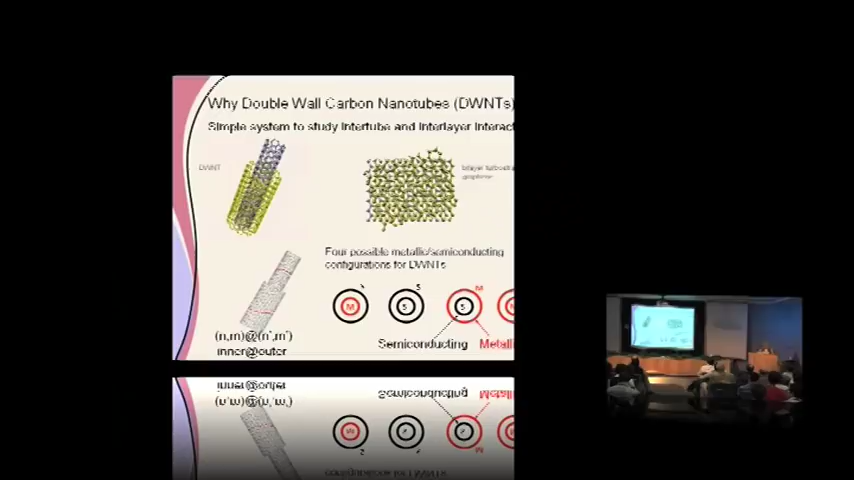 Why Double Wall Carbon Nanotubes (DWNTs)
Simple system to study intertube and interlayer interact
DWNT
bilayer turbostr
graphene
Four possible metallic/semiconducting
configurations for DWNTs
S
S
M
M
S
S
M
(n,m)@(n',m')
inner@outer
Semiconducting
Metalli